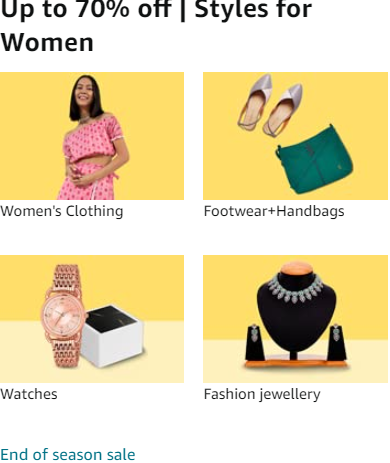 Up to 70% off | Styles for
Women
Women's Clothing
Footwear+Handbags
Watches
Fashion jewellery
End of season sale